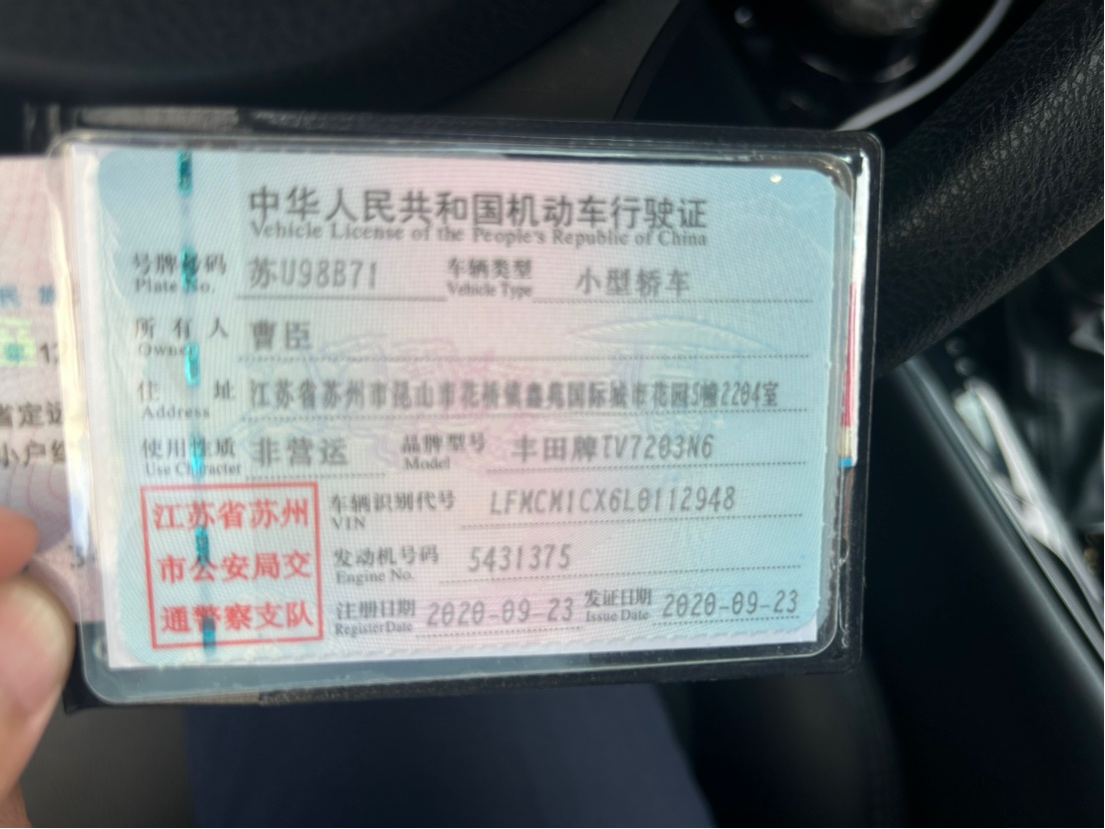 中华人民共和国机动车行驶证
Vehicle License of the People's Republic of China
号牌号码 苏U98B71 车辆类型 小型轿车
Plate No. Vehicle Type
所有人 曹臣
Owner
住址 江苏省苏州市昆山市花桥镇鑫苑国际城市花园5幢2204室
Address
使用性质 非营运 品牌型号 丰田牌TV7203N6
Use Character Model
江苏省苏州
市公安局交
通警察支队
车辆识别代号 LFMCM1CX6L0112948
VIN
发动机号码 5431375
Engine No.
注册日期 2020-09-23 发证日期 2020-09-23
Register Date Issue Date
省定远
小户组